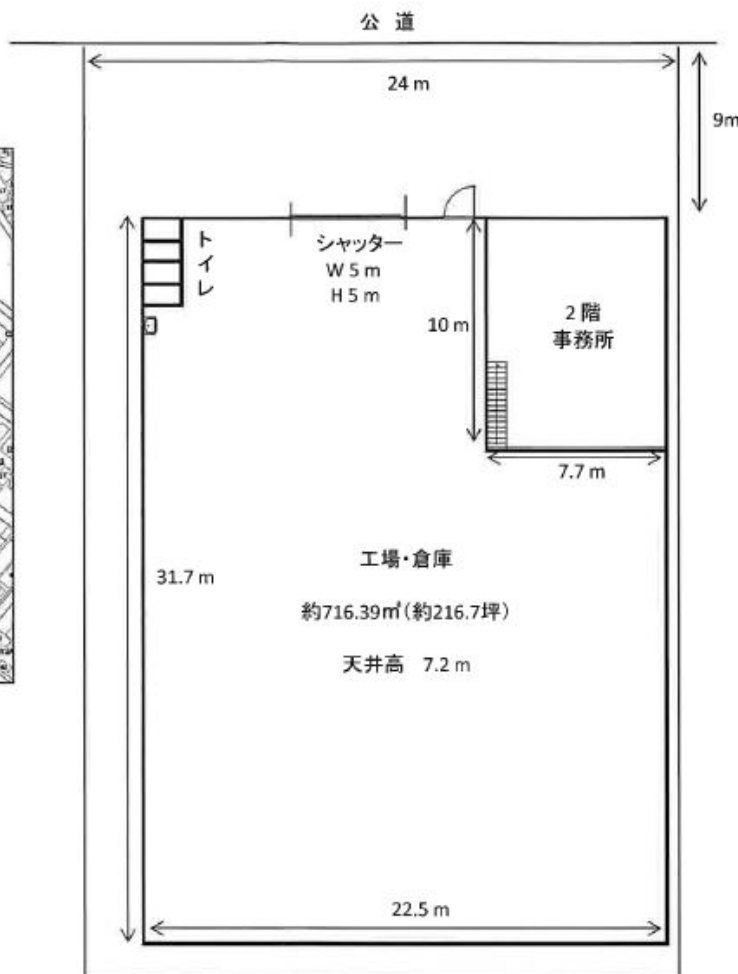 公道
24 m
9m
トイレ
シャッター
W 5 m
H 5 m
10 m
2階
事務所
7.7 m
工場・倉庫
31.7 m
約716.39㎡(約216.7坪)
天井高 7.2 m
22.5 m